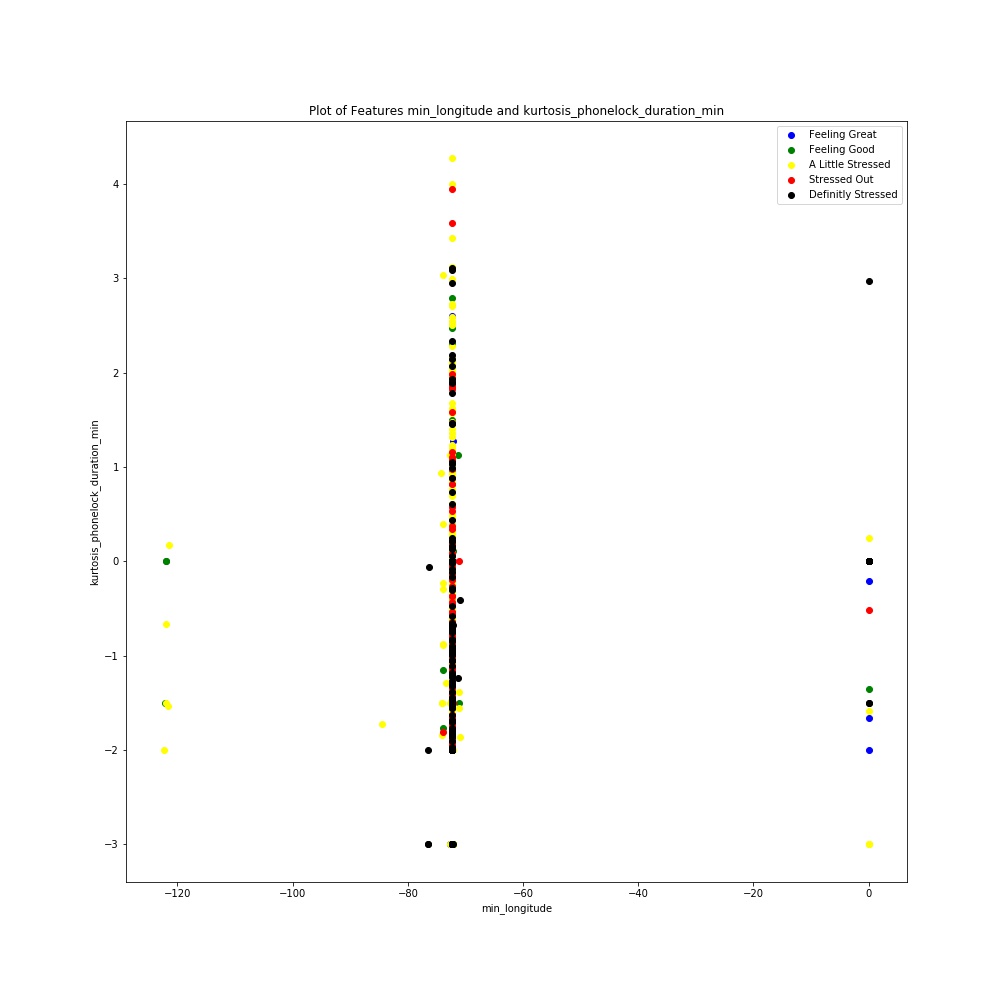 Plot of Features min_longitude and kurtosis_phonelock_duration_min
Feeling Great
Feeling Good
A Little Stressed
Stressed Out
Definitly Stressed
kurtosis_phonelock_duration_min
4
3
2
1
0
−1
−2
−3
−120
−100
−80
−60
−40
−20
0
min_longitude